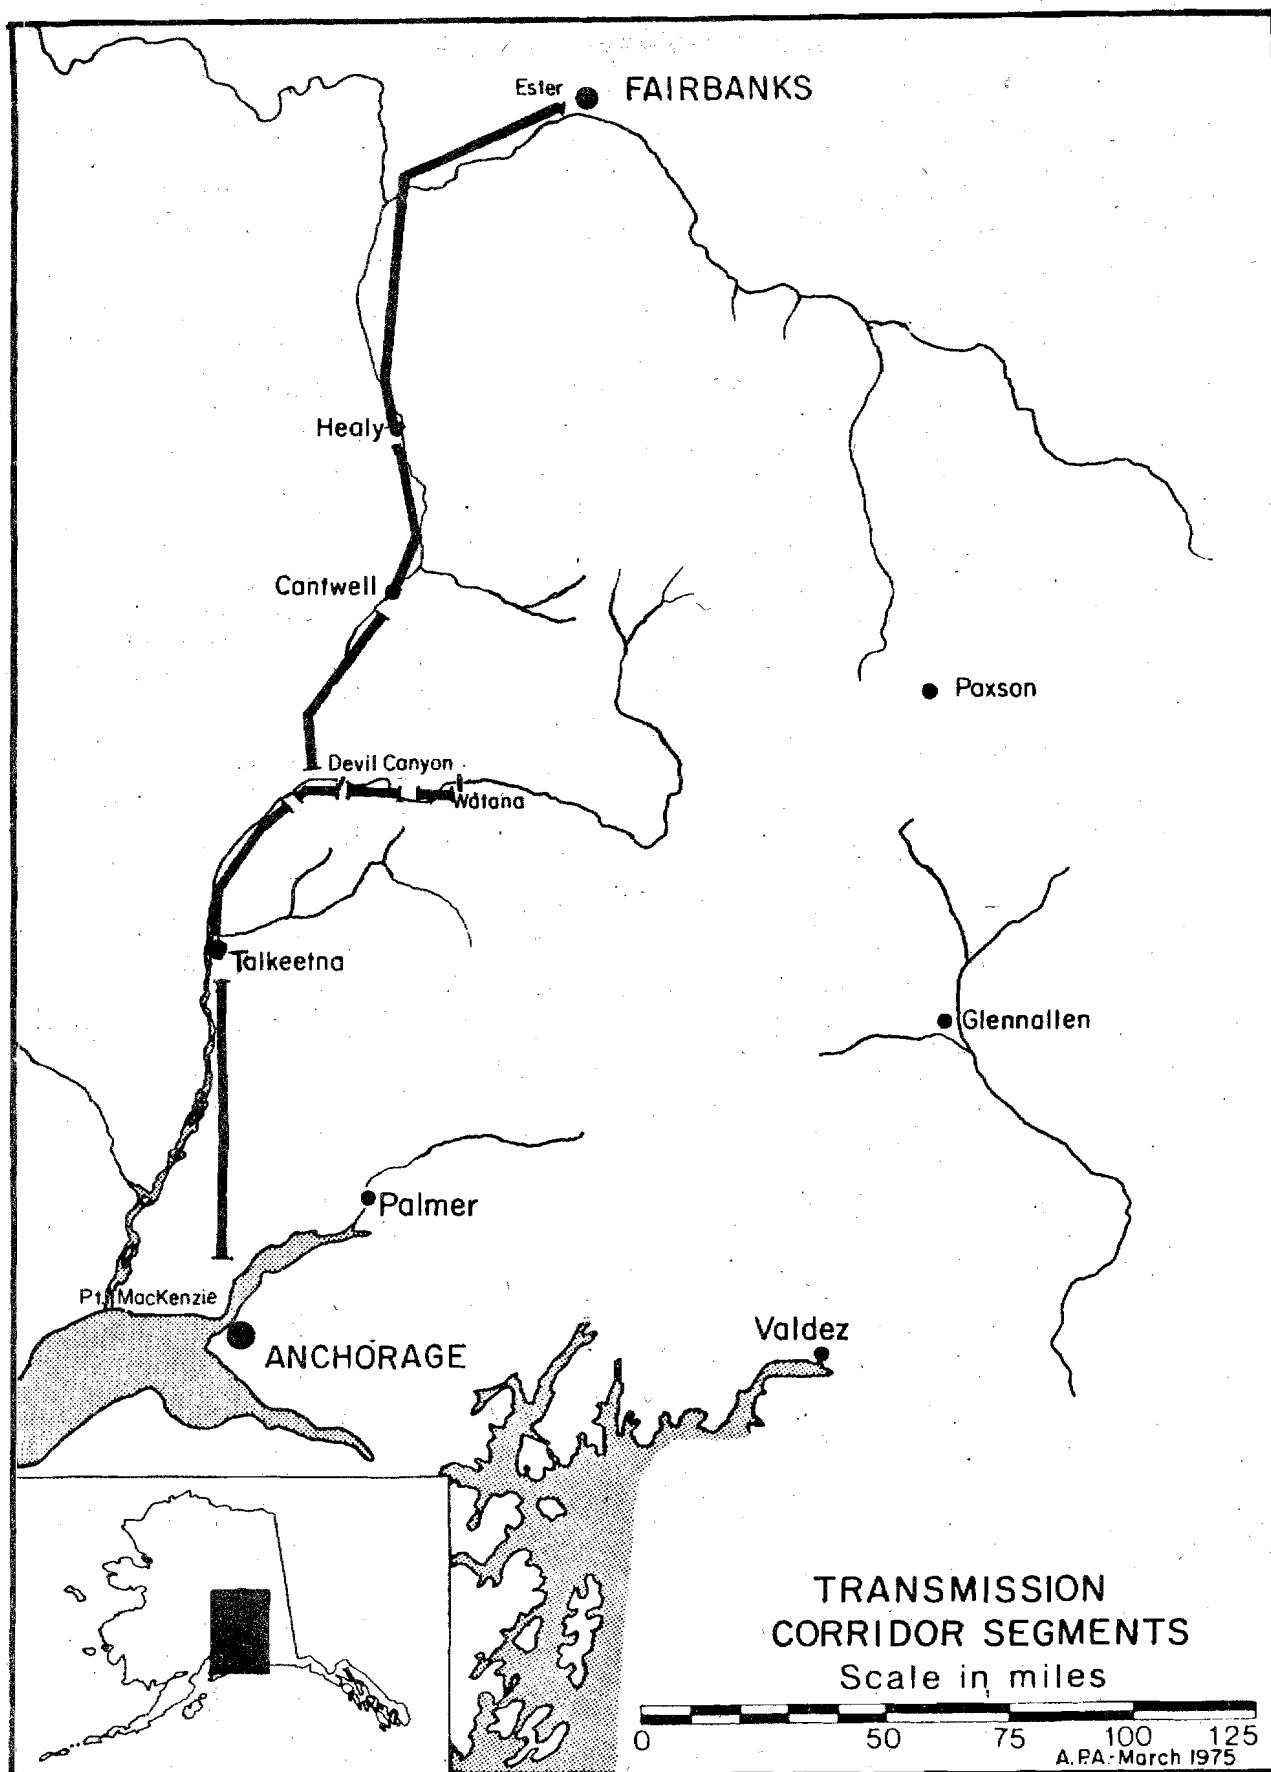 Ester
FAIRBANKS
Healy
Cantwell
Paxson
Devil Canyon
Watana
Talkeetna
Glennallen
Palmer
Pt. MacKenzie
ANCHORAGE
Valdez
TRANSMISSION
CORRIDOR SEGMENTS
Scale in miles
0 50 75 100 125
A.P.A.-March 1975